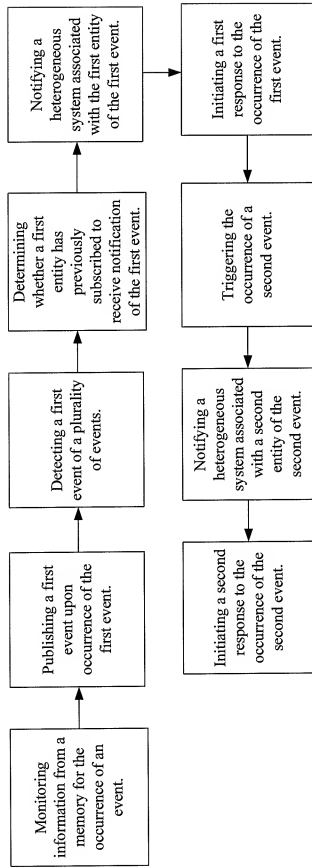 Monitoring
information from a
memory for the
occurrence of an
event.
Publishing a first
event upon
occurrence of the
first event.
Detecting a first
event of a plurality
of events.
Determining
whether a first
entity has
previously
subscribed to
receive notification
of the first event.
Notifying a
heterogeneous
system associated
with the first entity
of the first event.
Initiating a first
response to the
occurrence of the
first event.
Triggering the
occurrence of a
second event.
Notifying a
heterogeneous
system associated
with a second
entity of the
second event.
Initiating a second
response to the
occurrence of the
second event.